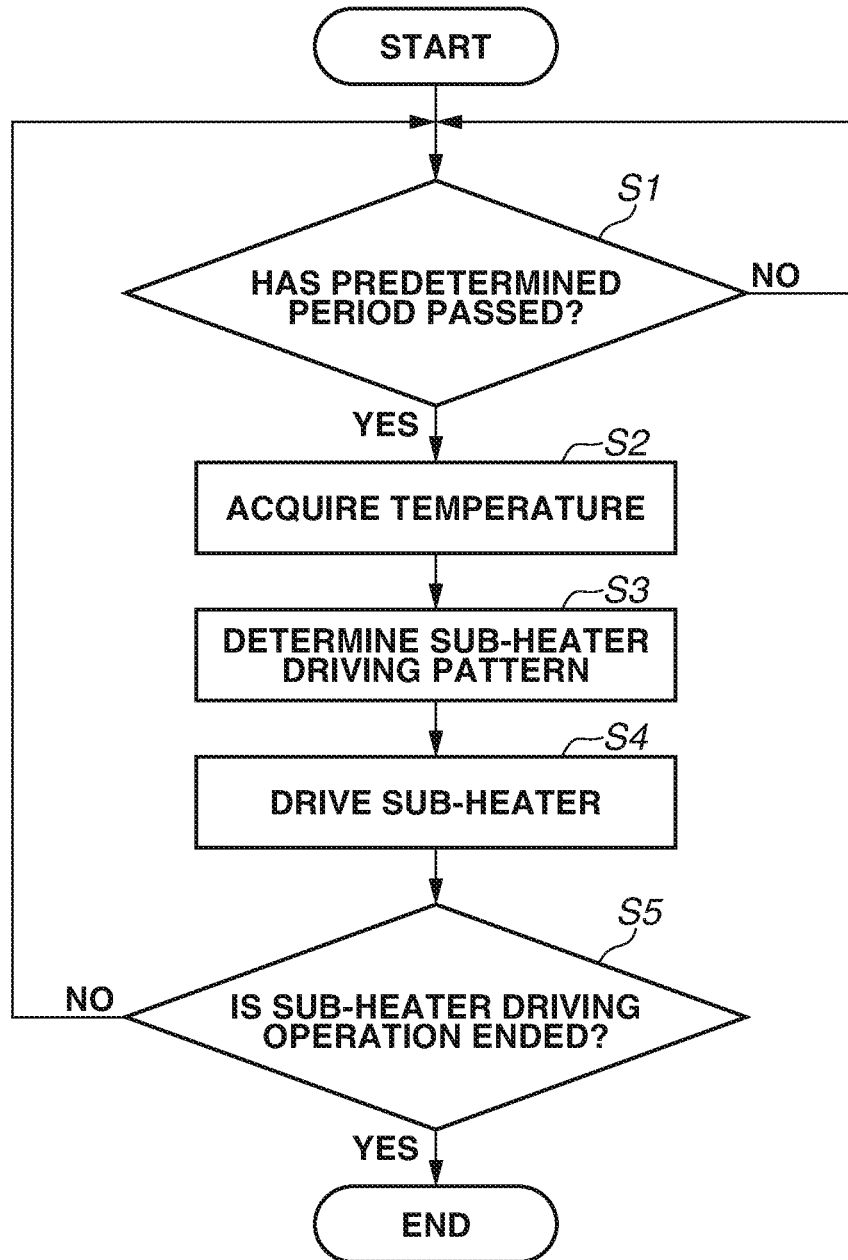 START
S1
HAS PREDETERMINED
PERIOD PASSED?
NO
YES
S2
ACQUIRE TEMPERATURE
S3
DETERMINE SUB-HEATER
DRIVING PATTERN
S4
DRIVE SUB-HEATER
S5
NO
IS SUB-HEATER DRIVING
OPERATION ENDED?
YES
END